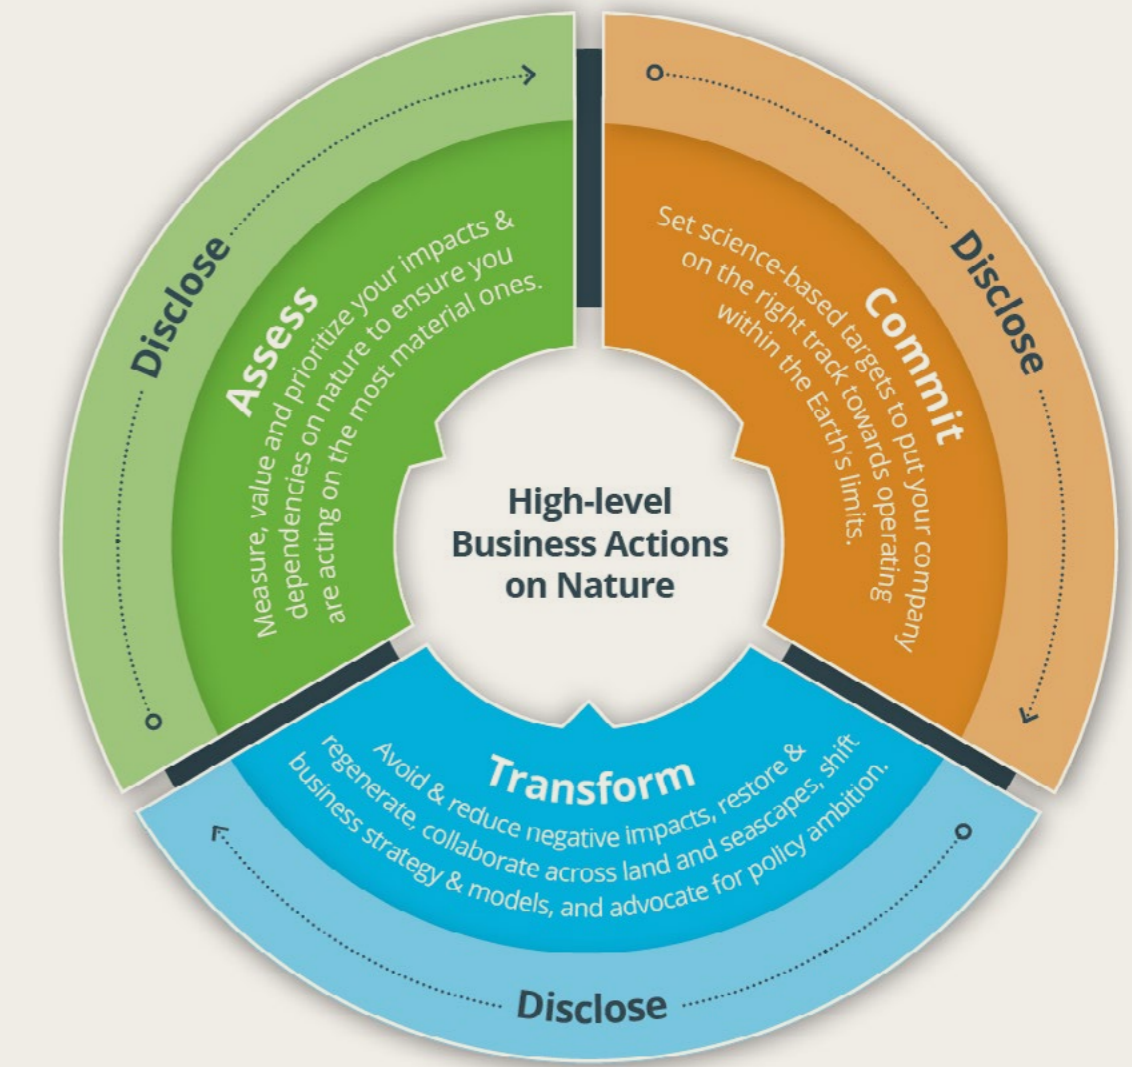 High-level
Business Actions
on Nature
Disclose
Assess
Measure, value and prioritize your impacts &
dependencies on nature to ensure you
are acting on the most material ones.
Disclose
Commit
Set science-based targets to put your company
on the right track towards operating
within the Earth's limits.
Transform
Avoid & reduce negative impacts, restore &
regenerate, collaborate across land and seascapes, shift
business strategy & models, and advocate for policy ambition.
Disclose